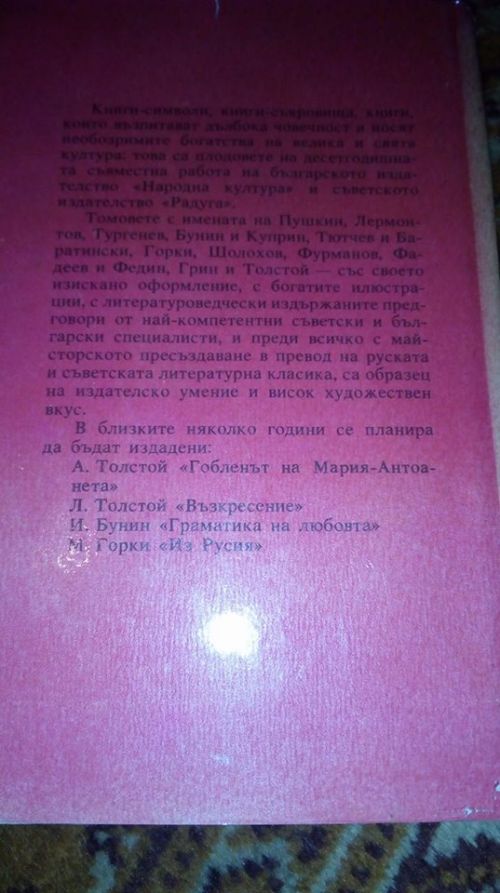 Книги-символи, книги-съкровища, книги,
които възпитават дълбока човечност и носят
необозримите богатства на велика и свята
култура: това са плодовете на десетгодишна-
та съвместна работа на българското изда-
телство «Народна култура» и съветското
издателство «Радуга».
Томовете с имената на Пушкин, Лермон-
тов, Тургенев, Бунин и Куприн, Тютчев и Ба-
ратински, Горки, Шолохов, Фурманов, Фа-
деев и Федин, Грин и Толстой — със своето
изискано оформление, с богатите илюстра-
ции, с литературоведчески издържаните пред-
говори от най-компетентни съветски и бъл-
гарски специалисти, и преди всичко с май-
сторското пресъздаване в превод на руската
и съветската литературна класика, са образец
на издателско умение и висок художествен
вкус.
В близките няколко години се планира
да бъдат издадени:
А. Толстой «Гобленът на Мария-Антоа-
нета»
Л. Толстой «Възкресение»
И. Бунин «Граматика на любовта»
М. Горки «Из Русия»